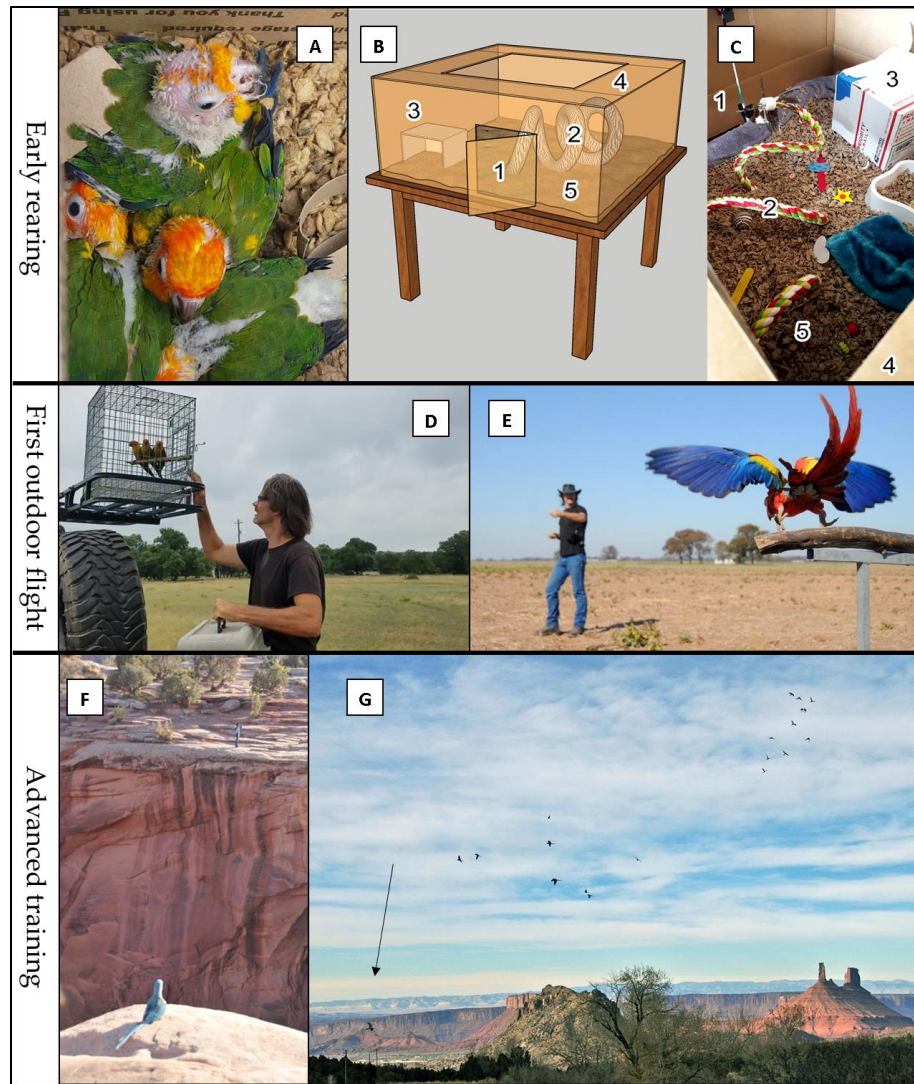 Early rearing
Thank you for using
required
A
B
1
2
3
4
5
C
1
2
3
4
5
First outdoor flight
D
E
Advanced training
F
G